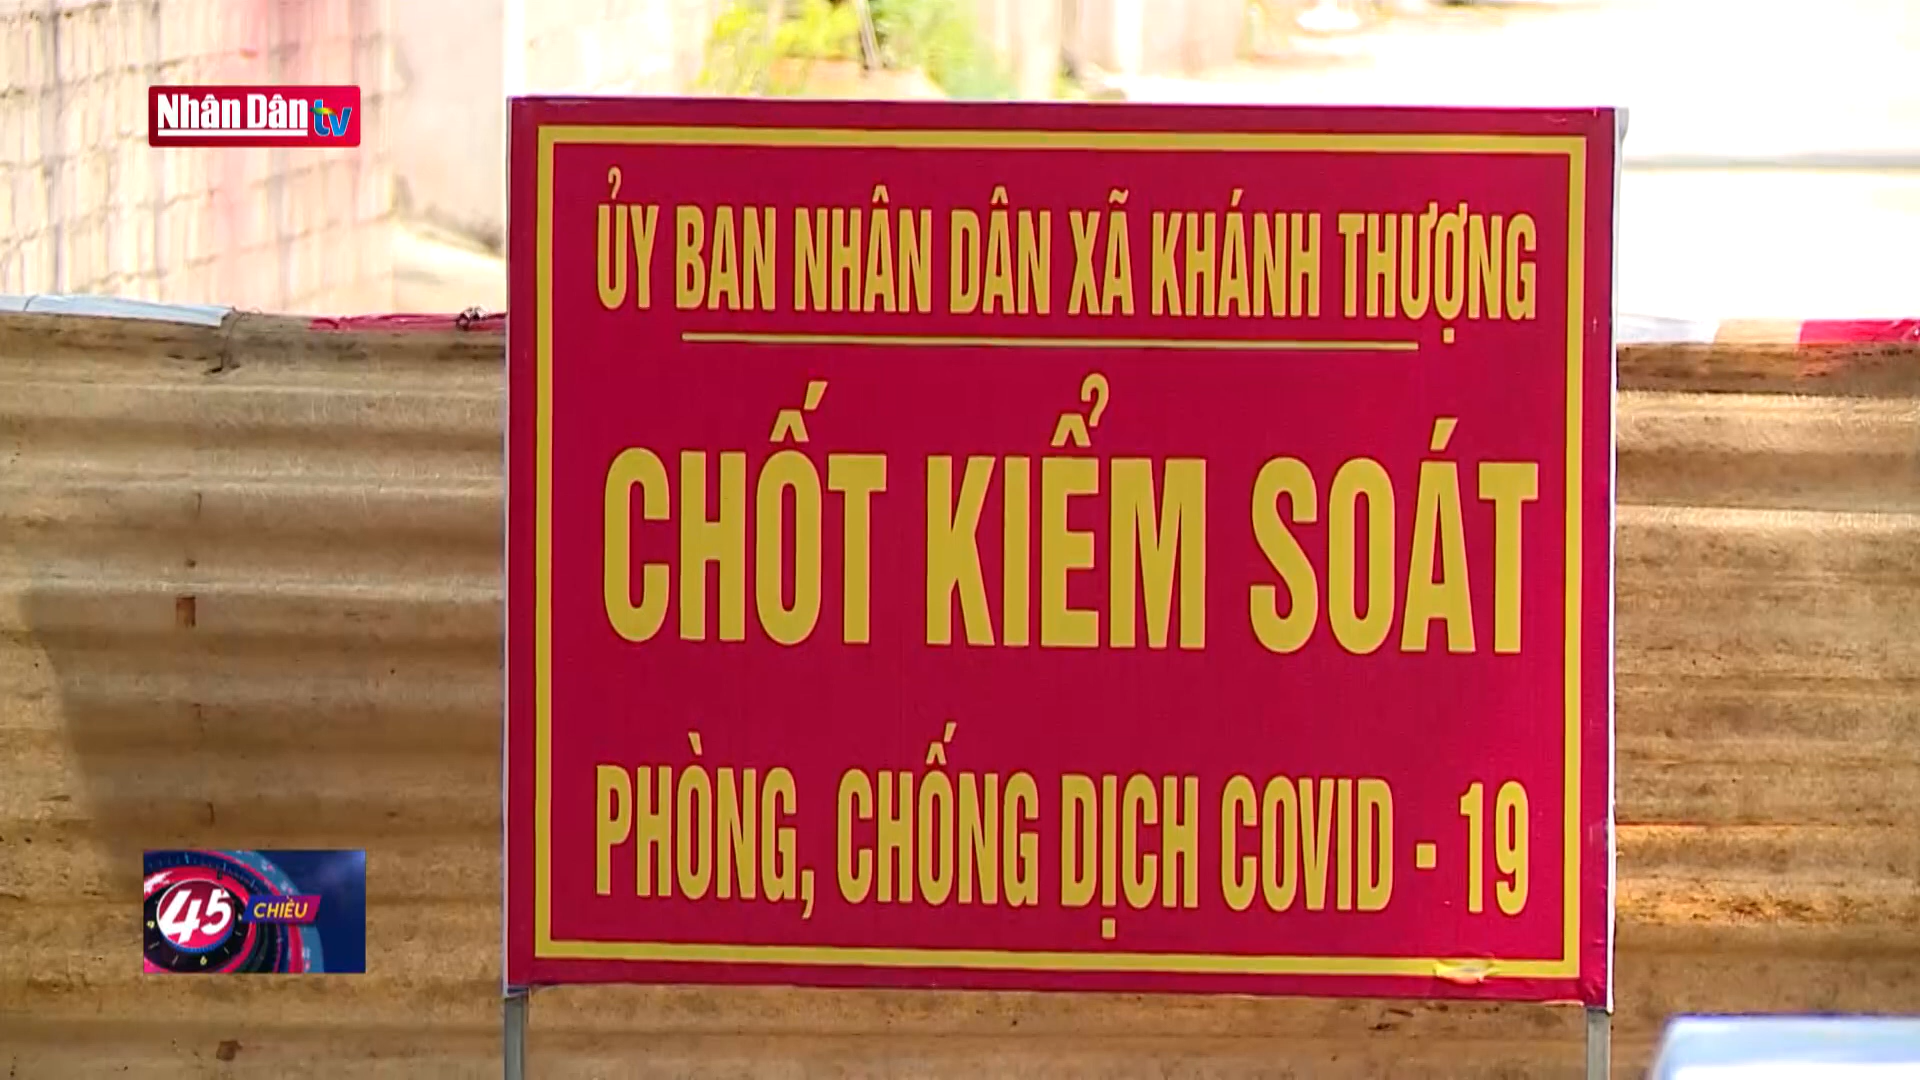 Nhân Dân tv
ỦY BAN NHÂN DÂN XÃ KHÁNH THƯỢNG
CHỐT KIỂM SOÁT
PHÒNG, CHỐNG DỊCH COVID - 19
45 CHIỀU